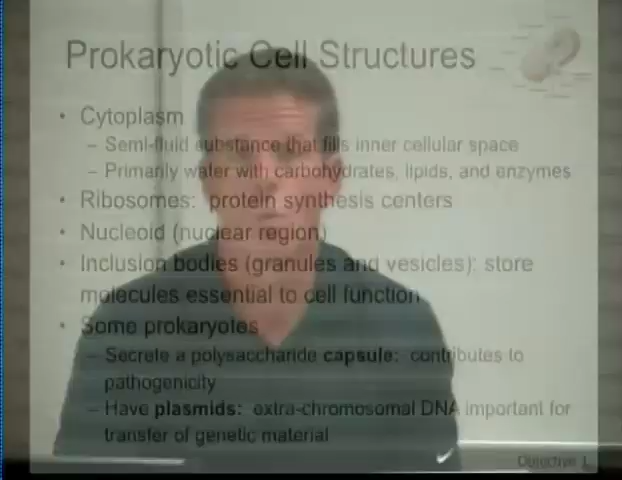 Prokaryotic Cell Structures
• Cytoplasm
– Semi-fluid substance that fills inner cellular space
– Primarily water with carbohydrates, lipids, and enzymes
• Ribosomes: protein synthesis centers
• Nucleoid (nuclear region)
• Inclusion bodies (granules and vesicles): store
molecules essential to cell function
• Some prokaryotes
– Secrete a polysaccharide capsule: contributes to
pathogenicity
– Have plasmids: extra-chromosomal DNA important for
transfer of genetic material
Objective 1